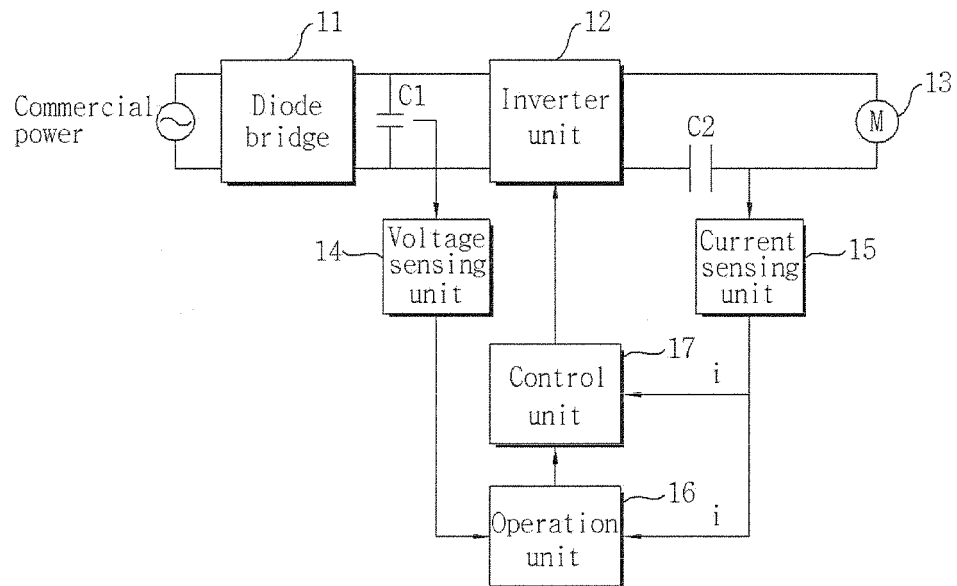 11
12
Commercial
power
Diode
bridge
C1
Inverter
unit
C2
M
13
14
Voltage
sensing
unit
Current
sensing
unit
15
17
Control
unit
i
16
Operation
unit
i